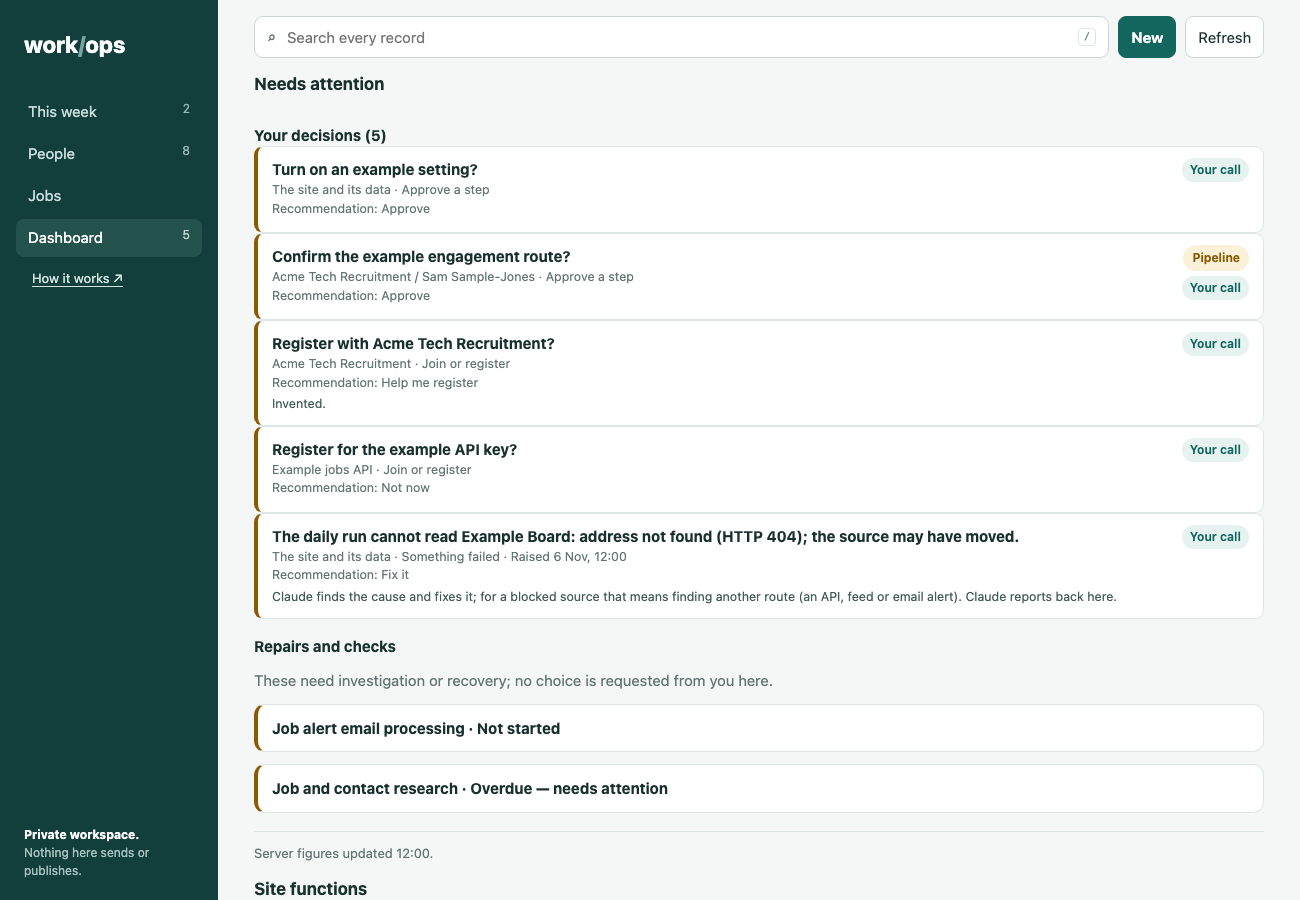 work/ops
This week 2
People 8
Jobs
Dashboard 5
How it works ↗
Private workspace.
Nothing here sends or
publishes.
Search every record /
New
Refresh
Needs attention
Your decisions (5)
Turn on an example setting?
Your call
The site and its data · Approve a step
Recommendation: Approve
Confirm the example engagement route?
Pipeline
Acme Tech Recruitment / Sam Sample-Jones · Approve a step
Your call
Recommendation: Approve
Register with Acme Tech Recruitment?
Your call
Acme Tech Recruitment · Join or register
Recommendation: Help me register
Invented.
Register for the example API key?
Your call
Example jobs API · Join or register
Recommendation: Not now
The daily run cannot read Example Board: address not found (HTTP 404); the source may have moved.
Your call
The site and its data · Something failed · Raised 6 Nov, 12:00
Recommendation: Fix it
Claude finds the cause and fixes it; for a blocked source that means finding another route (an API, feed or email alert). Claude reports back here.
Repairs and checks
These need investigation or recovery; no choice is requested from you here.
Job alert email processing · Not started
Job and contact research · Overdue — needs attention
Server figures updated 12:00.
Site functions